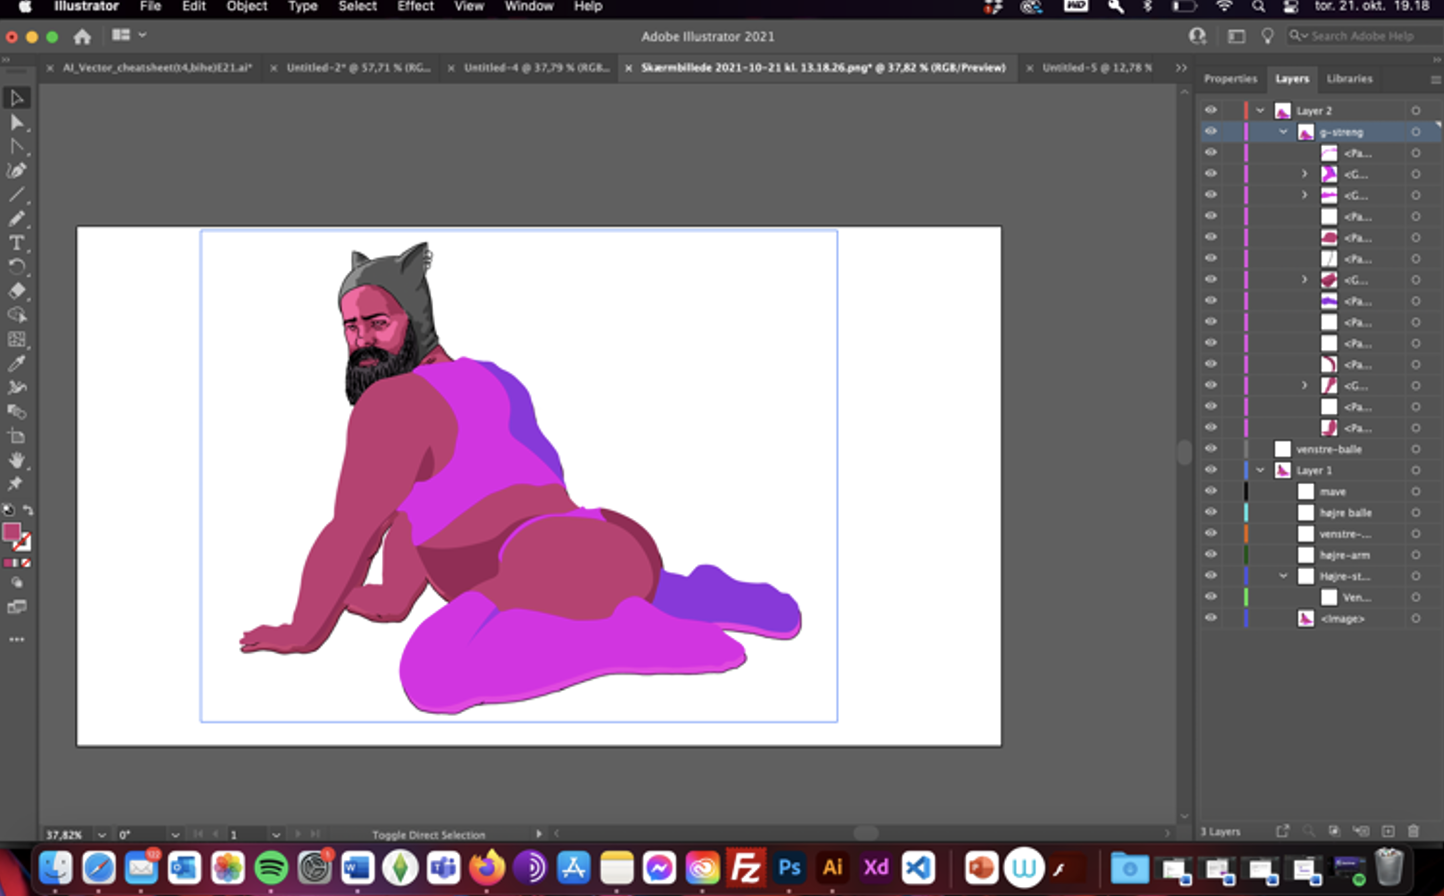 Illustrator File Edit Object Type Select Effect View Window Help tor. 21. okt. 19.18
Adobe Illustrator 2021
Search Adobe Help
AI_Vector_cheatsheet(t4,bihe)E21.ai*
Untitled-2* @ 57,71 % (RG...
Untitled-4 @ 37,79 % (RGB...
Skærmbillede 2021-10-21 kl. 13.18.26.png* @ 37,82 % (RGB/Preview)
Untitled-5 @ 12,78 %
Properties Layers Libraries
Layer 2
g-streng
<Pa...
<G...
<G...
<Pa...
<Pa...
<Pa...
<G...
<Pa...
<Pa...
<Pa...
<Pa...
<G...
<Pa...
<Pa...
venstre-balle
Layer 1
mave
højre balle
venstre-...
højre-arm
Højre-st...
Ven...
<Image>
3 Layers
37,82% 0° 1 Toggle Direct Selection
Fz Ps Ai Xd